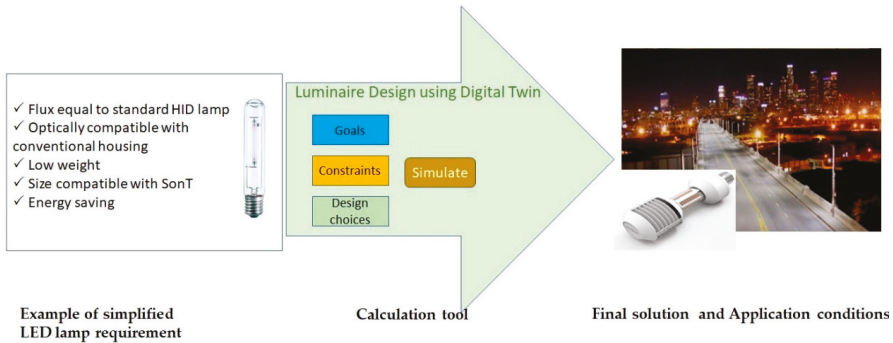 ✓ Flux equal to standard HID lamp
✓ Optically compatible with
conventional housing
✓ Low weight
✓ Size compatible with SonT
✓ Energy saving
Luminaire Design using Digital Twin
Goals
Constraints
Simulate
Design
choices
Example of simplified
LED lamp requirement
Calculation tool
Final solution and Application conditions